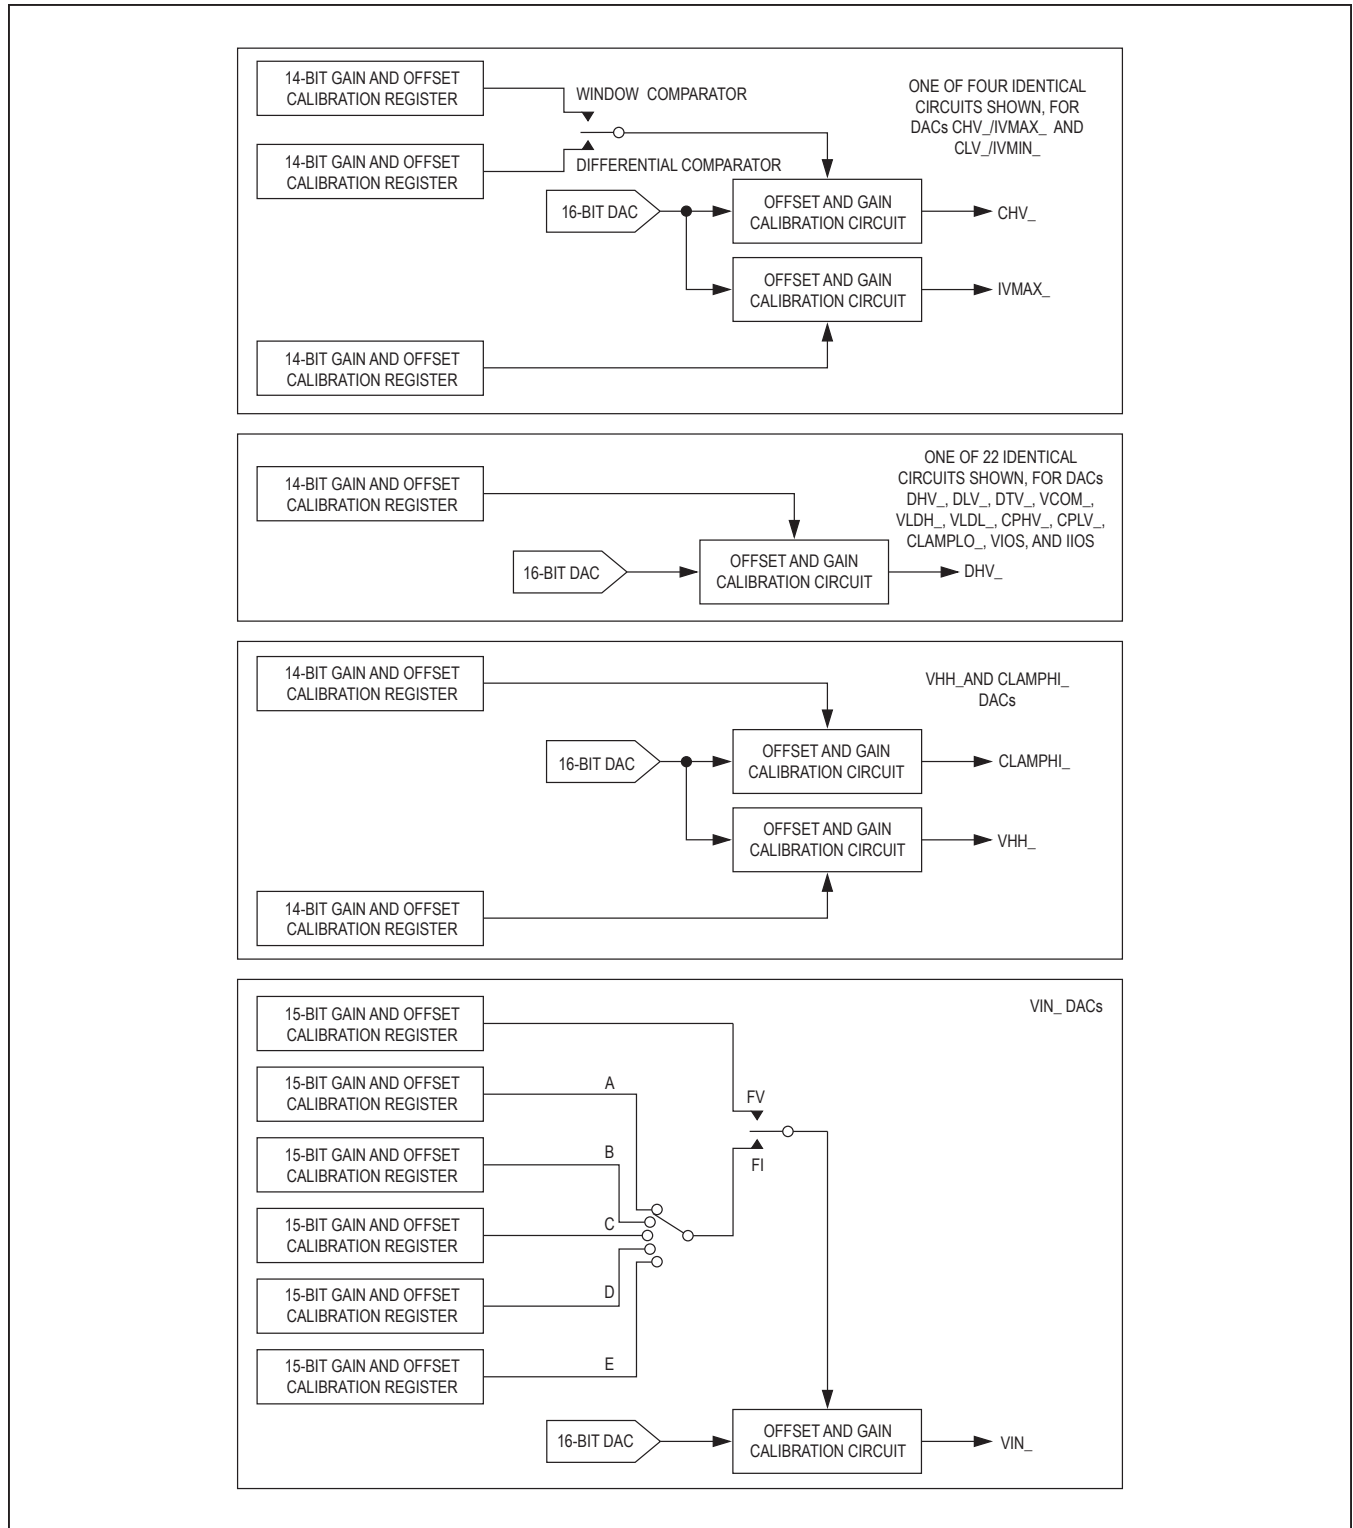 14-BIT GAIN AND OFFSET
CALIBRATION REGISTER
WINDOW COMPARATOR
ONE OF FOUR IDENTICAL
CIRCUITS SHOWN, FOR
DACs CHV_/IVMAX_ AND
CLV_/IVMIN_
14-BIT GAIN AND OFFSET
CALIBRATION REGISTER
DIFFERENTIAL COMPARATOR
16-BIT DAC
OFFSET AND GAIN
CALIBRATION CIRCUIT
CHV_
OFFSET AND GAIN
CALIBRATION CIRCUIT
IVMAX_
14-BIT GAIN AND OFFSET
CALIBRATION REGISTER
14-BIT GAIN AND OFFSET
CALIBRATION REGISTER
ONE OF 22 IDENTICAL
CIRCUITS SHOWN, FOR DACs
DHV_, DLV_, DTV_, VCOM_,
VLDH_, VLDL_, CPHV_, CPLV_,
CLAMPLO_, VIOS, AND IIOS
16-BIT DAC
OFFSET AND GAIN
CALIBRATION CIRCUIT
DHV_
14-BIT GAIN AND OFFSET
CALIBRATION REGISTER
VHH_AND CLAMPHI_
DACs
16-BIT DAC
OFFSET AND GAIN
CALIBRATION CIRCUIT
CLAMPHI_
OFFSET AND GAIN
CALIBRATION CIRCUIT
VHH_
14-BIT GAIN AND OFFSET
CALIBRATION REGISTER
15-BIT GAIN AND OFFSET
CALIBRATION REGISTER
VIN_ DACs
15-BIT GAIN AND OFFSET
CALIBRATION REGISTER
A
FV
15-BIT GAIN AND OFFSET
CALIBRATION REGISTER
B
FI
15-BIT GAIN AND OFFSET
CALIBRATION REGISTER
C
15-BIT GAIN AND OFFSET
CALIBRATION REGISTER
D
15-BIT GAIN AND OFFSET
CALIBRATION REGISTER
E
16-BIT DAC
OFFSET AND GAIN
CALIBRATION CIRCUIT
VIN_